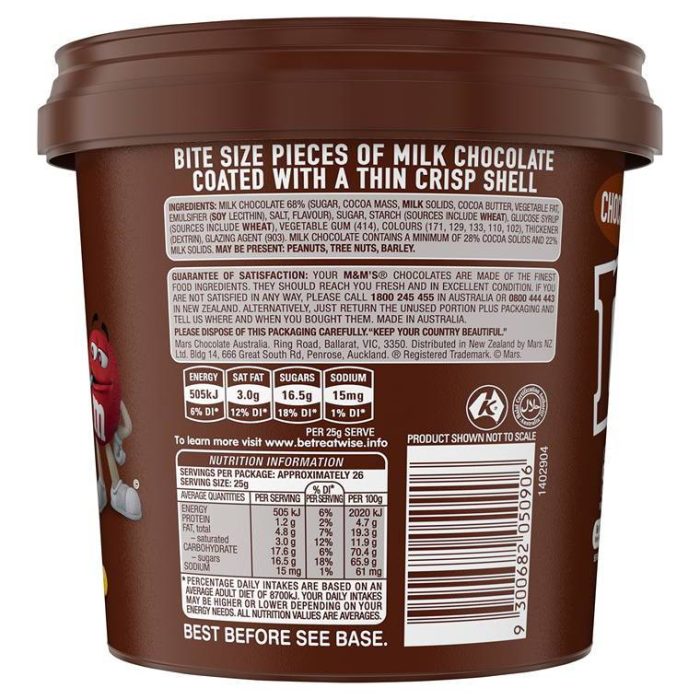 BITE SIZE PIECES OF MILK CHOCOLATE
COATED WITH A THIN CRISP SHELL
INGREDIENTS: MILK CHOCOLATE 68% (SUGAR, COCOA MASS, MILK SOLIDS, COCOA BUTTER, VEGETABLE FAT,
EMULSIFIER (SOY LECITHIN), SALT, FLAVOUR), SUGAR, STARCH (SOURCES INCLUDE WHEAT), GLUCOSE SYRUP
(SOURCES INCLUDE WHEAT), VEGETABLE GUM (414), COLOURS (171, 129, 133, 110, 102), THICKENER
(DEXTRIN), GLAZING AGENT (903). MILK CHOCOLATE CONTAINS A MINIMUM OF 28% COCOA SOLIDS AND 22%
MILK SOLIDS. MAY BE PRESENT: PEANUTS, TREE NUTS, BARLEY.
GUARANTEE OF SATISFACTION: YOUR M&M'S® CHOCOLATES ARE MADE OF THE FINEST
FOOD INGREDIENTS. THEY SHOULD REACH YOU FRESH AND IN EXCELLENT CONDITION. IF YOU
ARE NOT SATISFIED IN ANY WAY, PLEASE CALL 1800 245 455 IN AUSTRALIA OR 0800 444 443
IN NEW ZEALAND. ALTERNATIVELY, JUST RETURN THE UNUSED PORTION PLUS PACKAGING AND
TELL US WHERE AND WHEN YOU BOUGHT THEM. MADE IN AUSTRALIA.
PLEASE DISPOSE OF THIS PACKAGING CAREFULLY. "KEEP YOUR COUNTRY BEAUTIFUL."
Mars Chocolate Australia. Ring Road, Ballarat, VIC, 3350. Distributed in New Zealand by Mars NZ
Ltd. Bldg 14, 666 Great South Rd, Penrose, Auckland. ® Registered Trademark. © Mars.
ENERGY SAT FAT SUGARS SODIUM
505kJ 3.0g 16.5g 15mg
6% DI* 12% DI* 18% DI* 1% DI*
PER 25g SERVE
To learn more visit www.betreatwise.info
PRODUCT SHOWN NOT TO SCALE
NUTRITION INFORMATION
SERVINGS PER PACKAGE: APPROXIMATELY 26
SERVING SIZE: 25g
AVERAGE QUANTITIES PER SERVING % DI* PER SERVING PER 100g
ENERGY 505 kJ 6% 2020 kJ
PROTEIN 1.2 g 2% 4.7 g
FAT, total 4.8 g 7% 19.3 g
– saturated 3.0 g 12% 11.9 g
CARBOHYDRATE 17.6 g 6% 70.4 g
– sugars 16.5 g 18% 65.9 g
SODIUM 15 mg 1% 61 mg
*PERCENTAGE DAILY INTAKES ARE BASED ON AN
AVERAGE ADULT DIET OF 8700kJ. YOUR DAILY INTAKES
MAY BE HIGHER OR LOWER DEPENDING ON YOUR
ENERGY NEEDS. ALL NUTRITION VALUES ARE AVERAGES.
BEST BEFORE SEE BASE.
9 300682 050906
1402904
CHOC
m
K